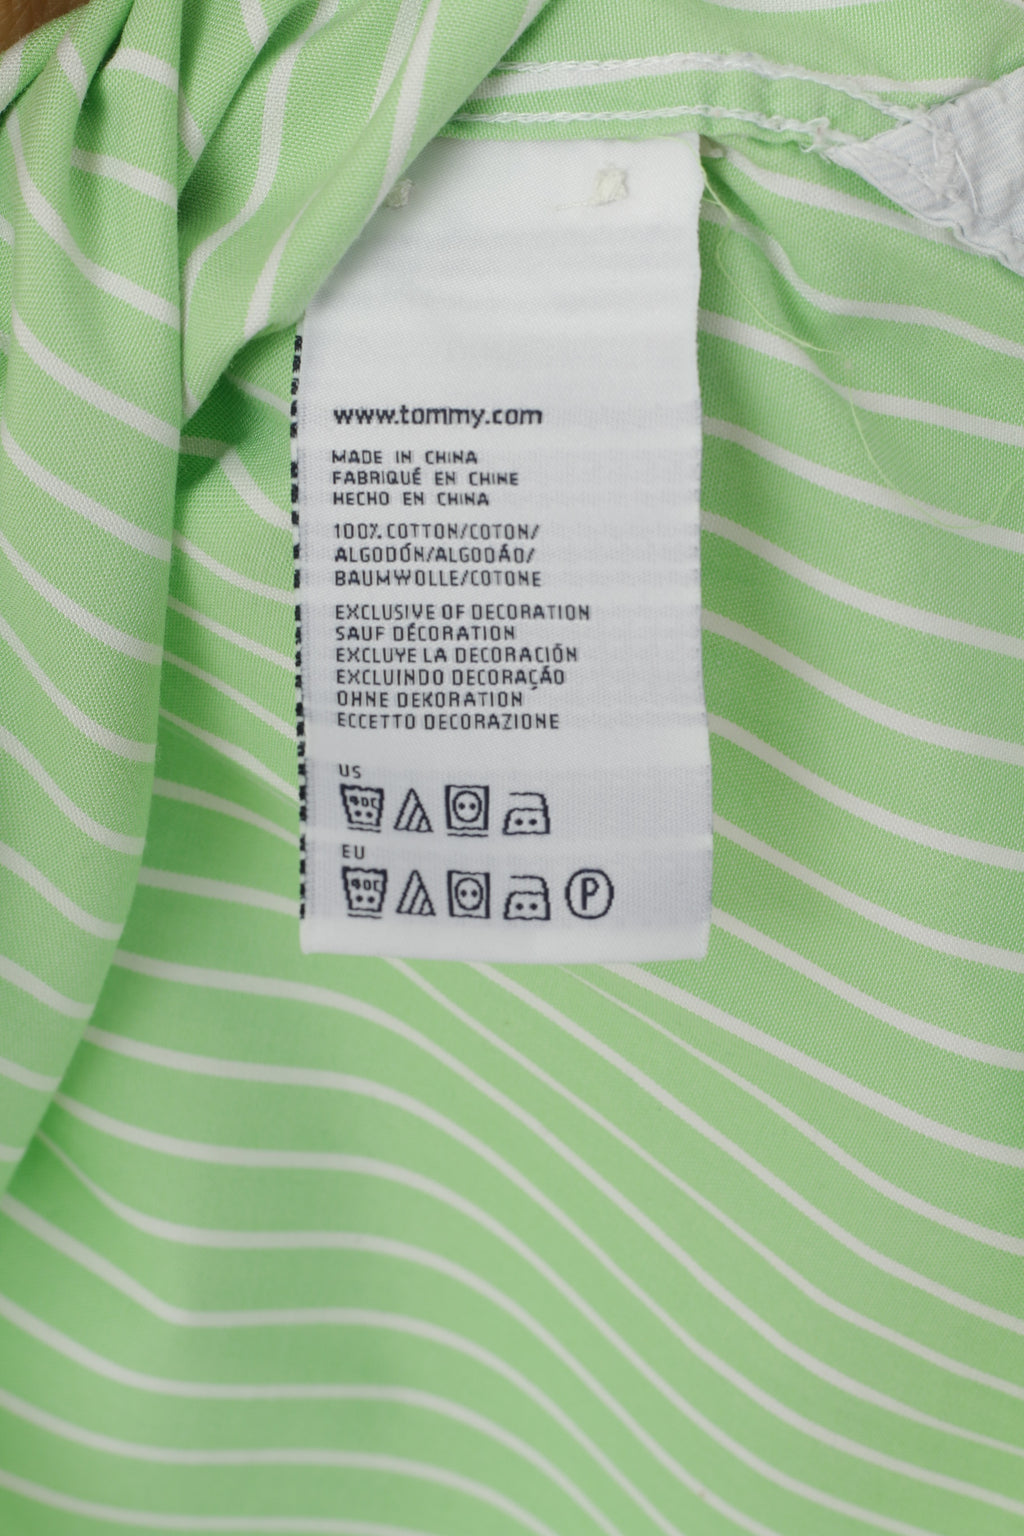 www.tommy.com
MADE IN CHINA
FABRIQUÉ EN CHINE
HECHO EN CHINA
100% COTTON/COTON/
ALGODÓN/ALGODÃO/
BAUMWOLLE/COTONE
EXCLUSIVE OF DECORATION
SAUF DÉCORATION
EXCLUYE LA DECORACIÓN
EXCLUINDO DECORAÇÃO
OHNE DEKORATION
ECCETTO DECORAZIONE
US
EU
P